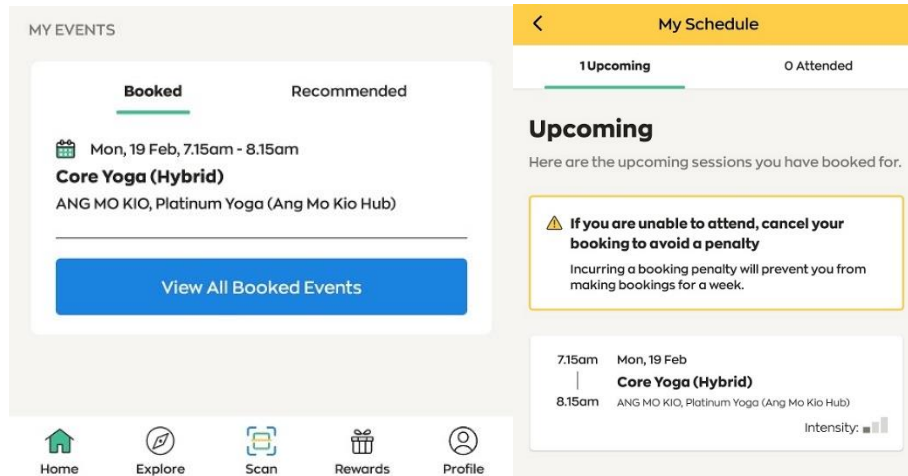 MY EVENTS
Booked
Recommended
Mon, 19 Feb, 7.15am - 8.15am
Core Yoga (Hybrid)
ANG MO KIO, Platinum Yoga (Ang Mo Kio Hub)
View All Booked Events
Home
Explore
Scan
Rewards
Profile
My Schedule
1 Upcoming
0 Attended
Upcoming
Here are the upcoming sessions you have booked for.
If you are unable to attend, cancel your
booking to avoid a penalty
Incurring a booking penalty will prevent you from
making bookings for a week.
7.15am Mon, 19 Feb
Core Yoga (Hybrid)
8.15am ANG MO KIO, Platinum Yoga (Ang Mo Kio Hub)
Intensity: